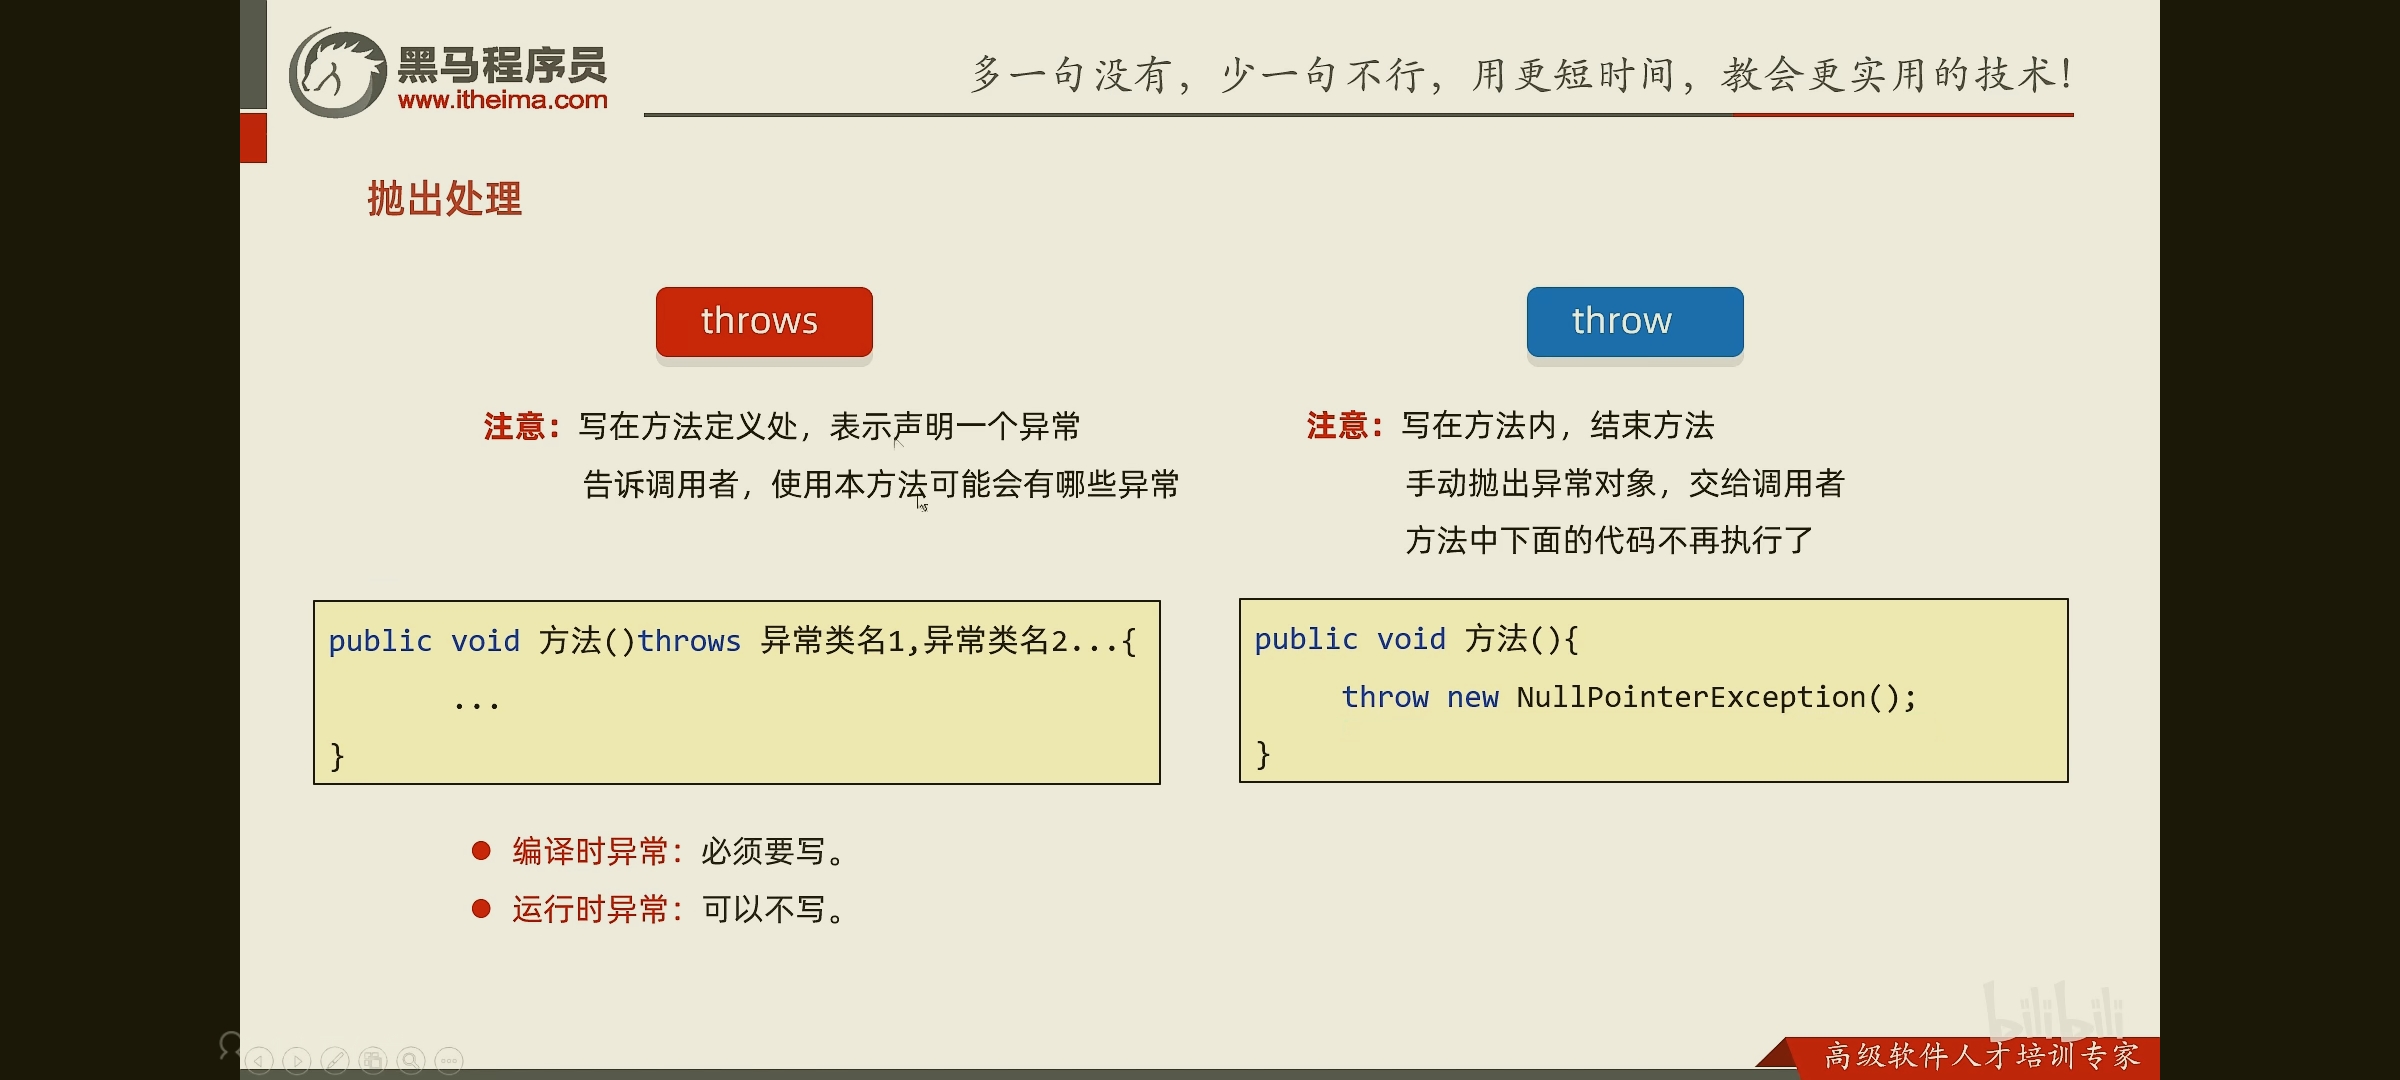 黑马程序员
www.itheima.com
多一句没有，少一句不行，用更短时间，教会更实用的技术！
抛出处理
throws
注意：写在方法定义处，表示声明一个异常
告诉调用者，使用本方法可能会有哪些异常
public void 方法()throws 异常类名1,异常类名2...{
...
}
编译时异常：必须要写。
运行时异常：可以不写。
throw
注意：写在方法内，结束方法
手动抛出异常对象，交给调用者
方法中下面的代码不再执行了
public void 方法(){
throw new NullPointerException();
}
bilibili
高级软件人才培训专家